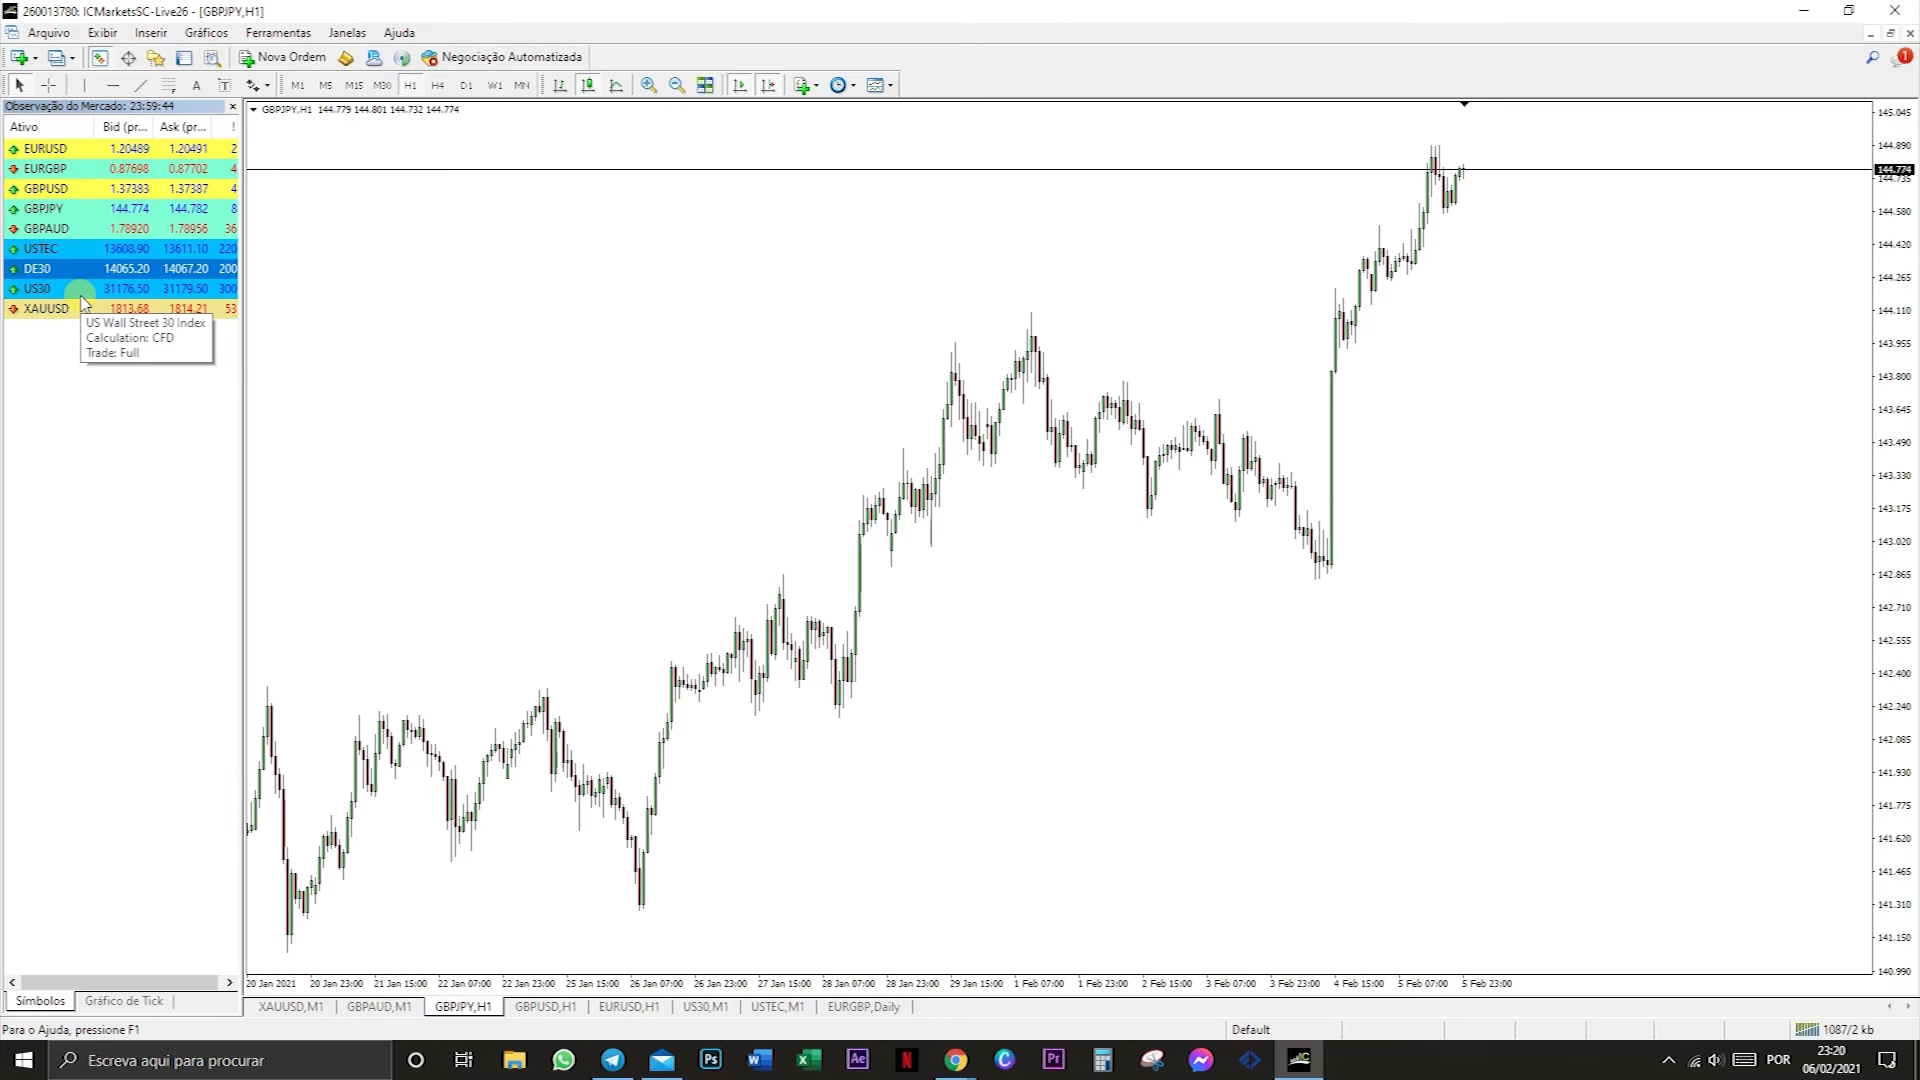 260013780: ICMarketsSC-Live26 - [GBPJPY,H1]
Arquivo Exibir Inserir Gráficos Ferramentas Janelas Ajuda
Nova Ordem Negociação Automatizada 1
A T M1 M5 M15 M30 H1 H4 D1 W1 MN
Observação do Mercado: 23:59:44
Ativo Bid (pr... Ask (pr... !
EURUSD 1.20489 1.20491 2
EURGBP 0.87698 0.87702 4
GBPUSD 1.37383 1.37387 4
GBPJPY 144.774 144.782 8
GBPAUD 1.78920 1.78956 36
USTEC 13608.90 13611.10 220
DE30 14065.20 14067.20 200
US30 31176.50 31179.50 300
XAUUSD 1813.68 1814.21 53
US Wall Street 30 Index
Calculation: CFD
Trade: Full
GBPJPY,H1 144.779 144.801 144.732 144.774
145.045
144.890
144.774
144.735
144.580
144.420
144.265
144.110
143.955
143.800
143.645
143.490
143.330
143.175
143.020
142.865
142.710
142.555
142.400
142.240
142.085
141.930
141.775
141.620
141.465
141.310
141.150
140.990
20 Jan 2021 20 Jan 23:00 21 Jan 15:00 22 Jan 07:00 22 Jan 23:00 25 Jan 15:00 26 Jan 07:00 26 Jan 23:00 27 Jan 15:00 28 Jan 07:00 28 Jan 23:00 29 Jan 15:00 1 Feb 07:00 1 Feb 23:00 2 Feb 15:00 3 Feb 07:00 3 Feb 23:00 4 Feb 15:00 5 Feb 07:00 5 Feb 23:00
Símbolos Gráfico de Tick
XAUUSD,M1 GBPAUD,M1 GBPJPY,H1 GBPUSD,H1 EURUSD,H1 US30,M1 USTEC,M1 EURGBP,Daily
Para o Ajuda, pressione F1 Default 1087/2 kb
Escreva aqui para procurar
Ps Ae N Pr
POR
23:20
06/02/2021